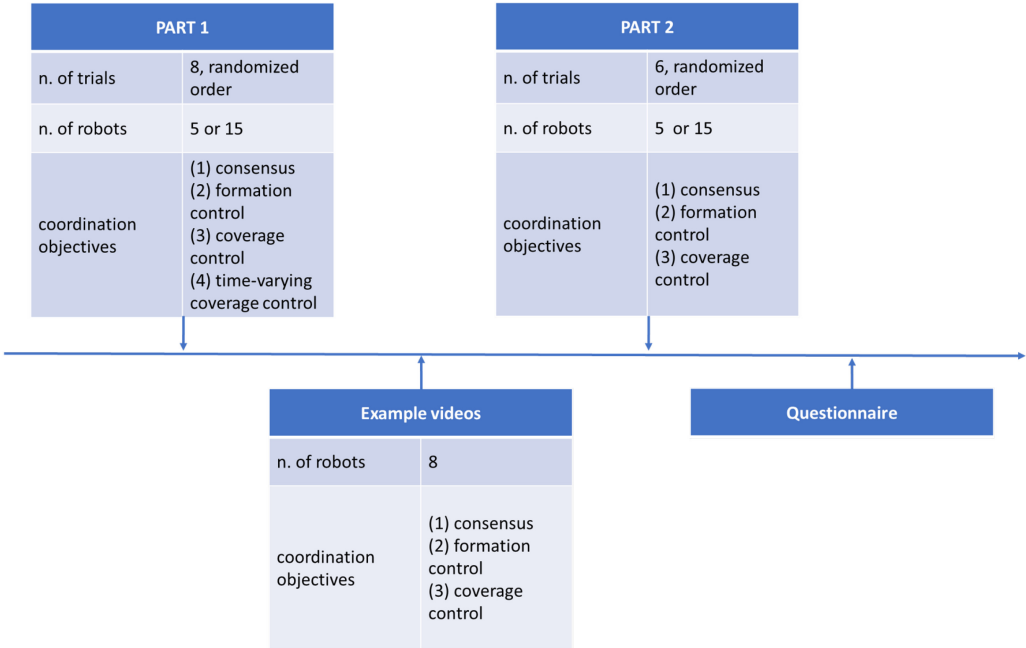 PART 1
n. of trials
8, randomized
order
n. of robots
5 or 15
coordination
objectives
(1) consensus
(2) formation
control
(3) coverage
control
(4) time-varying
coverage control
PART 2
n. of trials
6, randomized
order
n. of robots
5 or 15
coordination
objectives
(1) consensus
(2) formation
control
(3) coverage
control
Example videos
n. of robots
8
coordination
objectives
(1) consensus
(2) formation
control
(3) coverage
control
Questionnaire